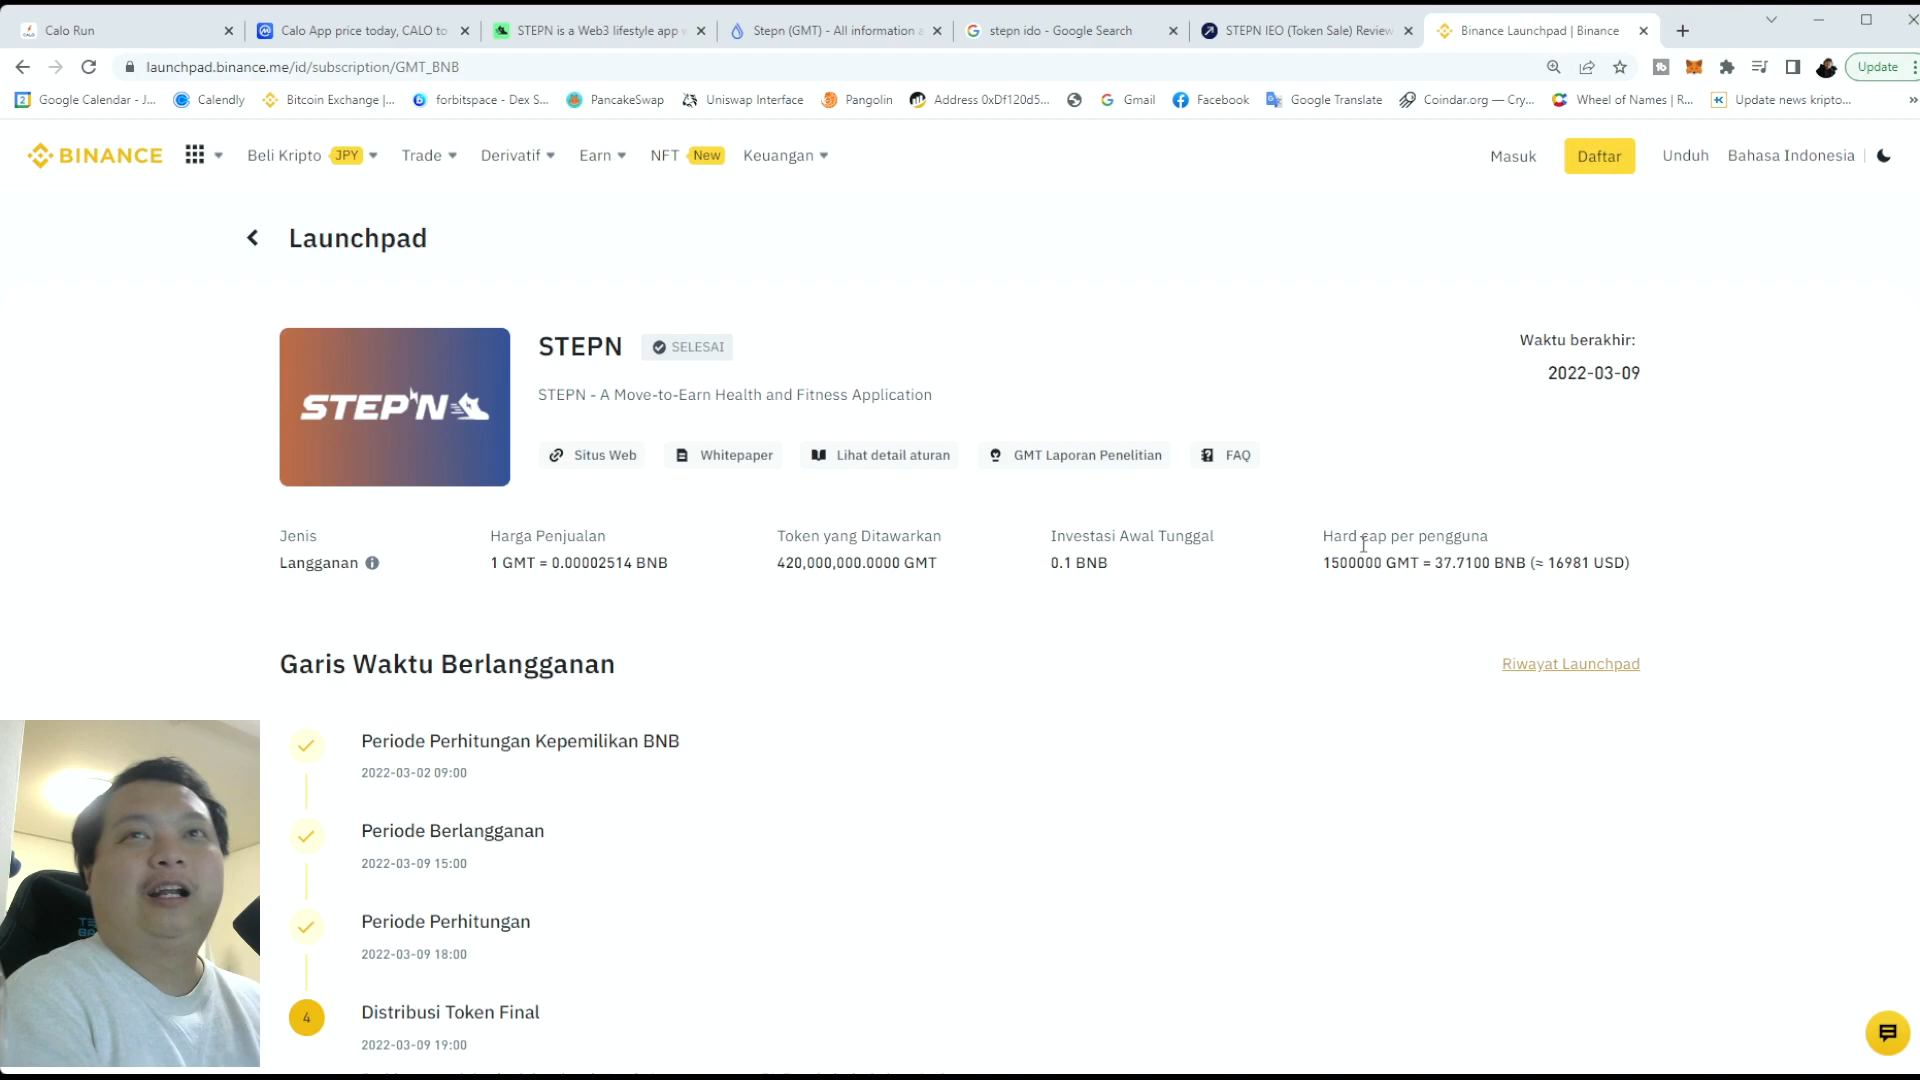 Calo Run
Calo App price today, CALO to
STEPN is a Web3 lifestyle app
Stepn (GMT) - All information
stepn ido - Google Search
STEPN IEO (Token Sale) Review
Binance Launchpad | Binance
launchpad.binance.me/id/subscription/GMT_BNB
Update
Google Calendar - J...
Calendly
Bitcoin Exchange |...
forbitspace - Dex S...
PancakeSwap
Uniswap Interface
Pangolin
Address 0xDf120d5...
Gmail
Facebook
Google Translate
Coindar.org — Cry...
Wheel of Names | R...
Update news kripto...
BINANCE
Beli Kripto JPY
Trade
Derivatif
Earn
NFT New
Keuangan
Masuk
Daftar
Unduh
Bahasa Indonesia
Launchpad
STEP'N
STEPN
SELESAI
Waktu berakhir:
2022-03-09
STEPN - A Move-to-Earn Health and Fitness Application
Situs Web
Whitepaper
Lihat detail aturan
GMT Laporan Penelitian
FAQ
Jenis
Langganan
Harga Penjualan
1 GMT = 0.00002514 BNB
Token yang Ditawarkan
420,000,000.0000 GMT
Investasi Awal Tunggal
0.1 BNB
Hard cap per pengguna
1500000 GMT = 37.7100 BNB (≈ 16981 USD)
Garis Waktu Berlangganan
Riwayat Launchpad
Periode Perhitungan Kepemilikan BNB
2022-03-02 09:00
Periode Berlangganan
2022-03-09 15:00
Periode Perhitungan
2022-03-09 18:00
4
Distribusi Token Final
2022-03-09 19:00